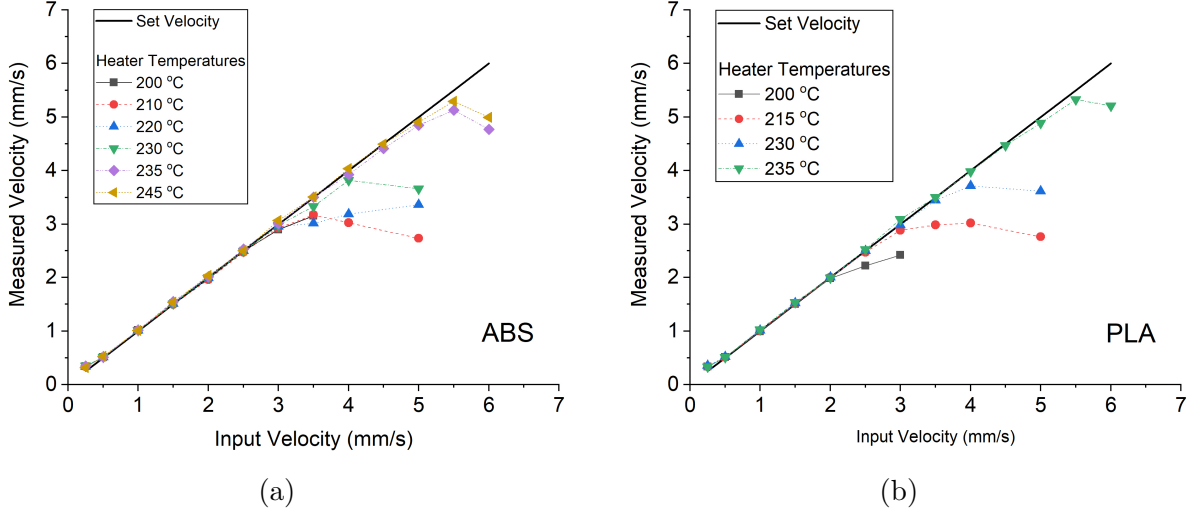 7
6
5
4
3
2
1
0
Measured Velocity (mm/s)
Set Velocity
Heater Temperatures
200 °C
210 °C
220 °C
230 °C
235 °C
245 °C
ABS
0 1 2 3 4 5 6 7
Input Velocity (mm/s)
(a)
7
6
5
4
3
2
1
0
Measured Velocity (mm/s)
Set Velocity
Heater Temperatures
200 °C
215 °C
230 °C
235 °C
PLA
0 1 2 3 4 5 6 7
Input Velocity (mm/s)
(b)